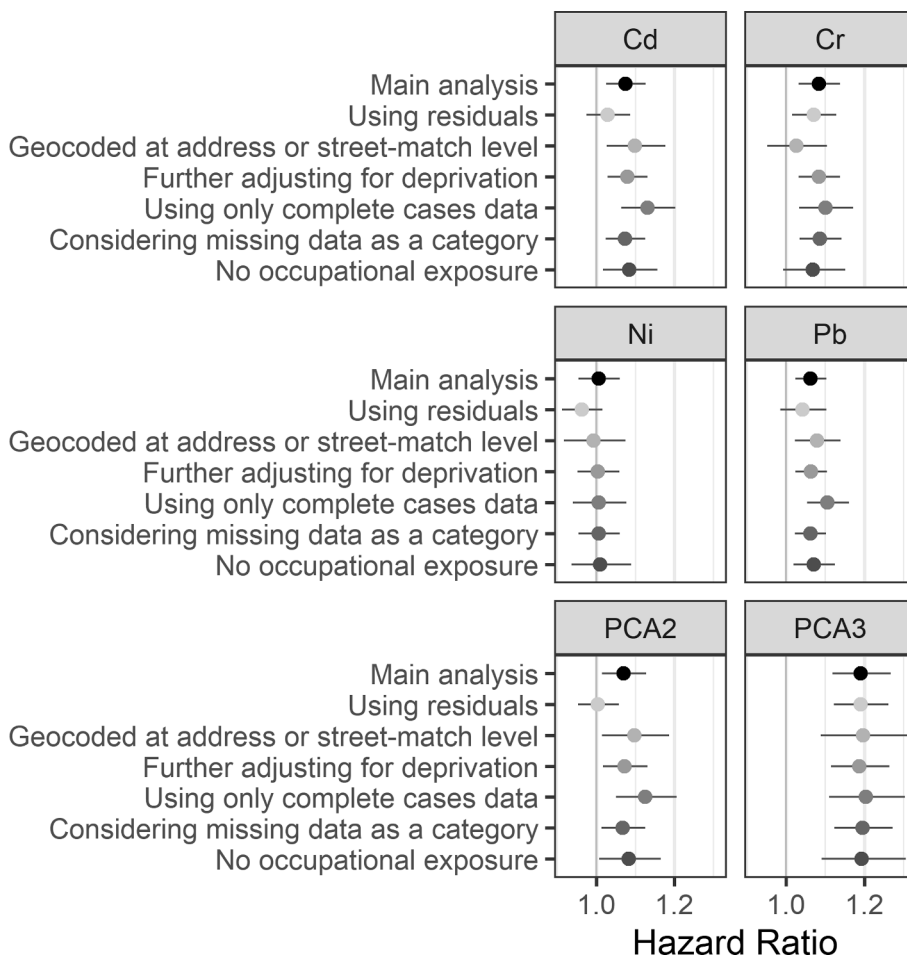 Cd Cr
Main analysis
Using residuals
Geocoded at address or street-match level
Further adjusting for deprivation
Using only complete cases data
Considering missing data as a category
No occupational exposure
Ni Pb
Main analysis
Using residuals
Geocoded at address or street-match level
Further adjusting for deprivation
Using only complete cases data
Considering missing data as a category
No occupational exposure
PCA2 PCA3
Main analysis
Using residuals
Geocoded at address or street-match level
Further adjusting for deprivation
Using only complete cases data
Considering missing data as a category
No occupational exposure
1.0 1.2 1.0 1.2
Hazard Ratio